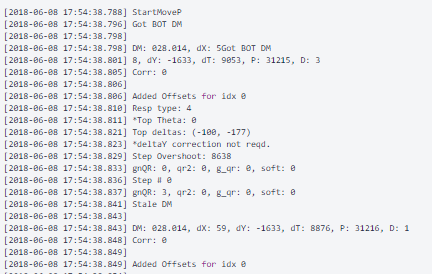 [2018-06-08 17:54:38.788] StartMoveP
[2018-06-08 17:54:38.796] Got BOT DM
[2018-06-08 17:54:38.798]
[2018-06-08 17:54:38.798] DM: 028.014, dX: 5Got BOT DM
[2018-06-08 17:54:38.801] 8, dY: -1633, dT: 9053, P: 31215, D: 3
[2018-06-08 17:54:38.805] Corr: 0
[2018-06-08 17:54:38.806]
[2018-06-08 17:54:38.806] Added Offsets for idx 0
[2018-06-08 17:54:38.810] Resp type: 4
[2018-06-08 17:54:38.811] *Top Theta: 0
[2018-06-08 17:54:38.821] Top deltas: (-100, -177)
[2018-06-08 17:54:38.823] *deltaY correction not reqd.
[2018-06-08 17:54:38.829] Step Overshoot: 8638
[2018-06-08 17:54:38.833] gnQR: 0, qr2: 0, g_qr: 0, soft: 0
[2018-06-08 17:54:38.836] Step # 0
[2018-06-08 17:54:38.837] gnQR: 3, qr2: 0, g_qr: 0, soft: 0
[2018-06-08 17:54:38.841] Stale DM
[2018-06-08 17:54:38.843]
[2018-06-08 17:54:38.843] DM: 028.014, dX: 59, dY: -1633, dT: 8876, P: 31216, D: 1
[2018-06-08 17:54:38.848] Corr: 0
[2018-06-08 17:54:38.849]
[2018-06-08 17:54:38.849] Added Offsets for idx 0